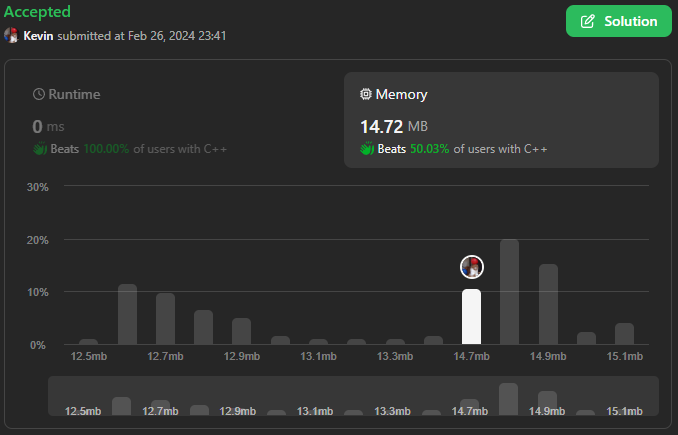 Accepted
Kevin submitted at Feb 26, 2024 23:41
Solution
Runtime
0 ms
Beats 100.00% of users with C++
Memory
14.72 MB
Beats 50.03% of users with C++
30%
20%
10%
0%
12.5mb 12.7mb 12.9mb 13.1mb 13.3mb 14.7mb 14.9mb 15.1mb
12.5mb 12.7mb 12.9mb 13.1mb 13.3mb 14.7mb 14.9mb 15.1mb